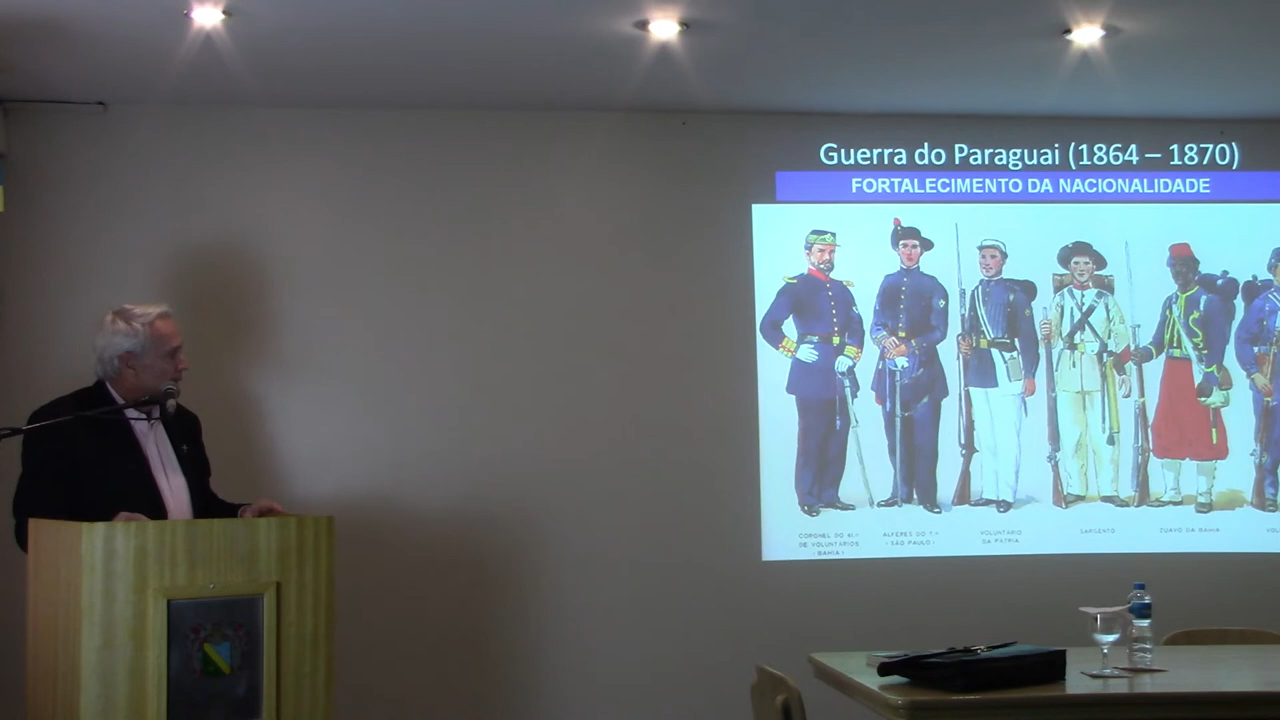 Guerra do Paraguai (1864 – 1870)
FORTALECIMENTO DA NACIONALIDADE
CORONEL DO
DE VOLUNTÁRIOS
( BAHIA )
ALFERES DO
( SÃO PAULO )
VOLUNTÁRIO
DA PÁTRIA
SARGENTO
ZUAVO DA BAHIA